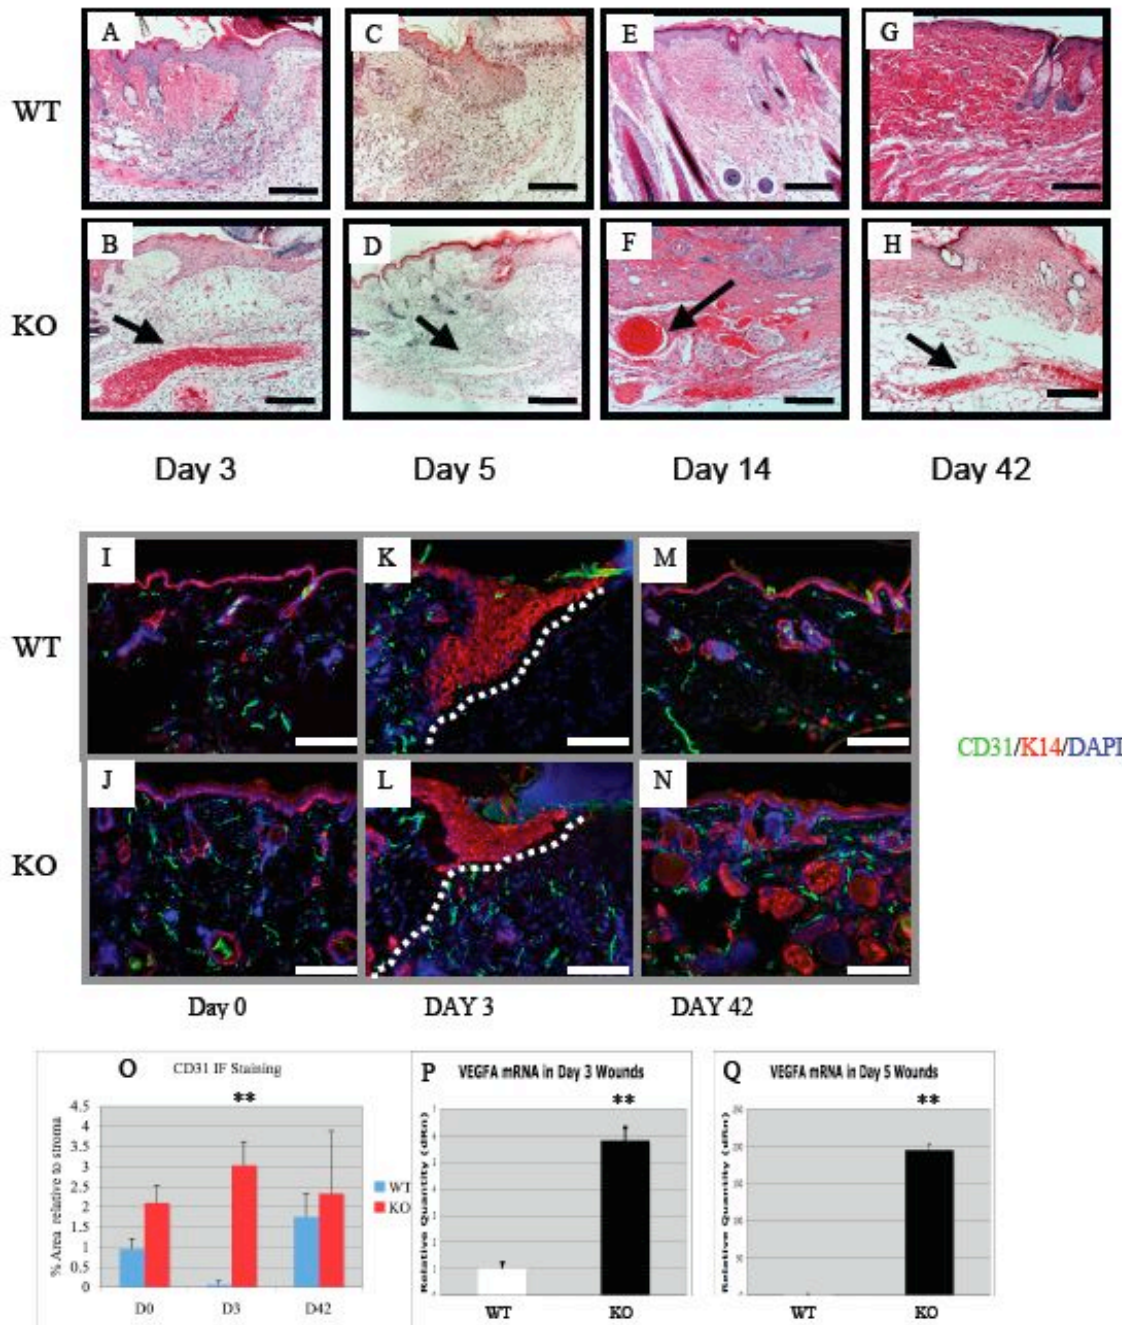 A C E G
WT
B D F H
KO
Day 3 Day 5 Day 14 Day 42
I K M
WT
CD31/K14/DAPI
J L N
KO
Day 0 DAY 3 DAY 42
O CD31 IF Staining
**
% Area relative to stroma
4.5
4
3.5
3
2.5
2
1.5
1
0.5
0
D0 D3 D42
WT
KO
P VEGFA mRNA in Day 3 Wounds
**
Relative Quantity (dRn)
WT KO
Q VEGFA mRNA in Day 5 Wounds
**
Relative Quantity (dRn)
WT KO